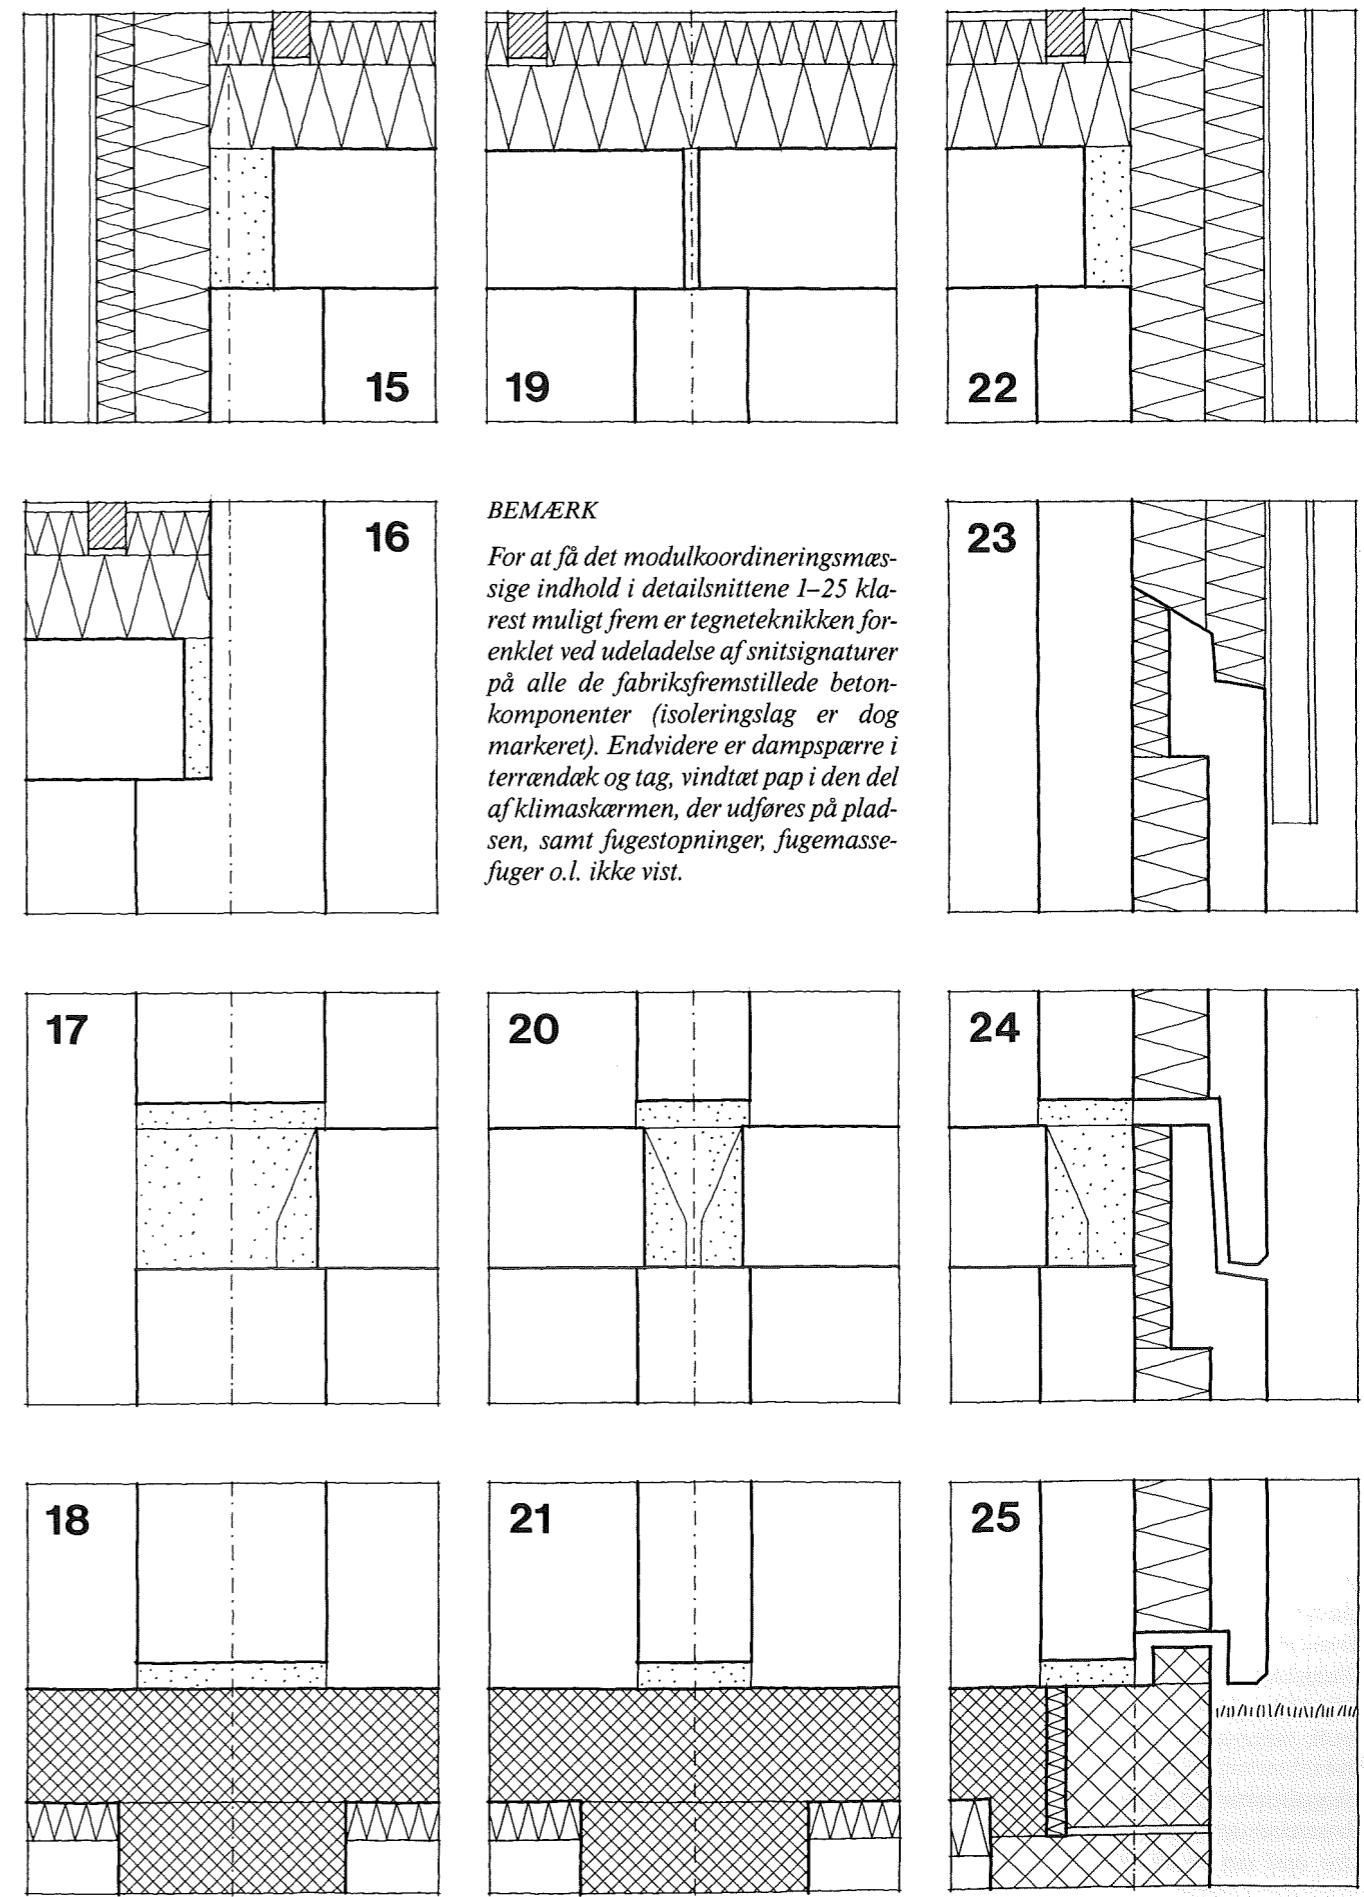 15
19
22
16
BEMÆRK
For at få det modulkoordineringsmæs-
sige indhold i detailsnittene 1–25 kla-
rest muligt frem er tegneteknikken for-
enklet ved udeladelse af snitsignaturer
på alle de fabriksfremstillede beton-
komponenter (isoleringslag er dog
markeret). Endvidere er dampspærre i
terrændæk og tag, vindtæt pap i den del
af klimaskærmen, der udføres på plad-
sen, samt fugestopninger, fugemasse-
fuger o.l. ikke vist.
23
17
20
24
18
21
25